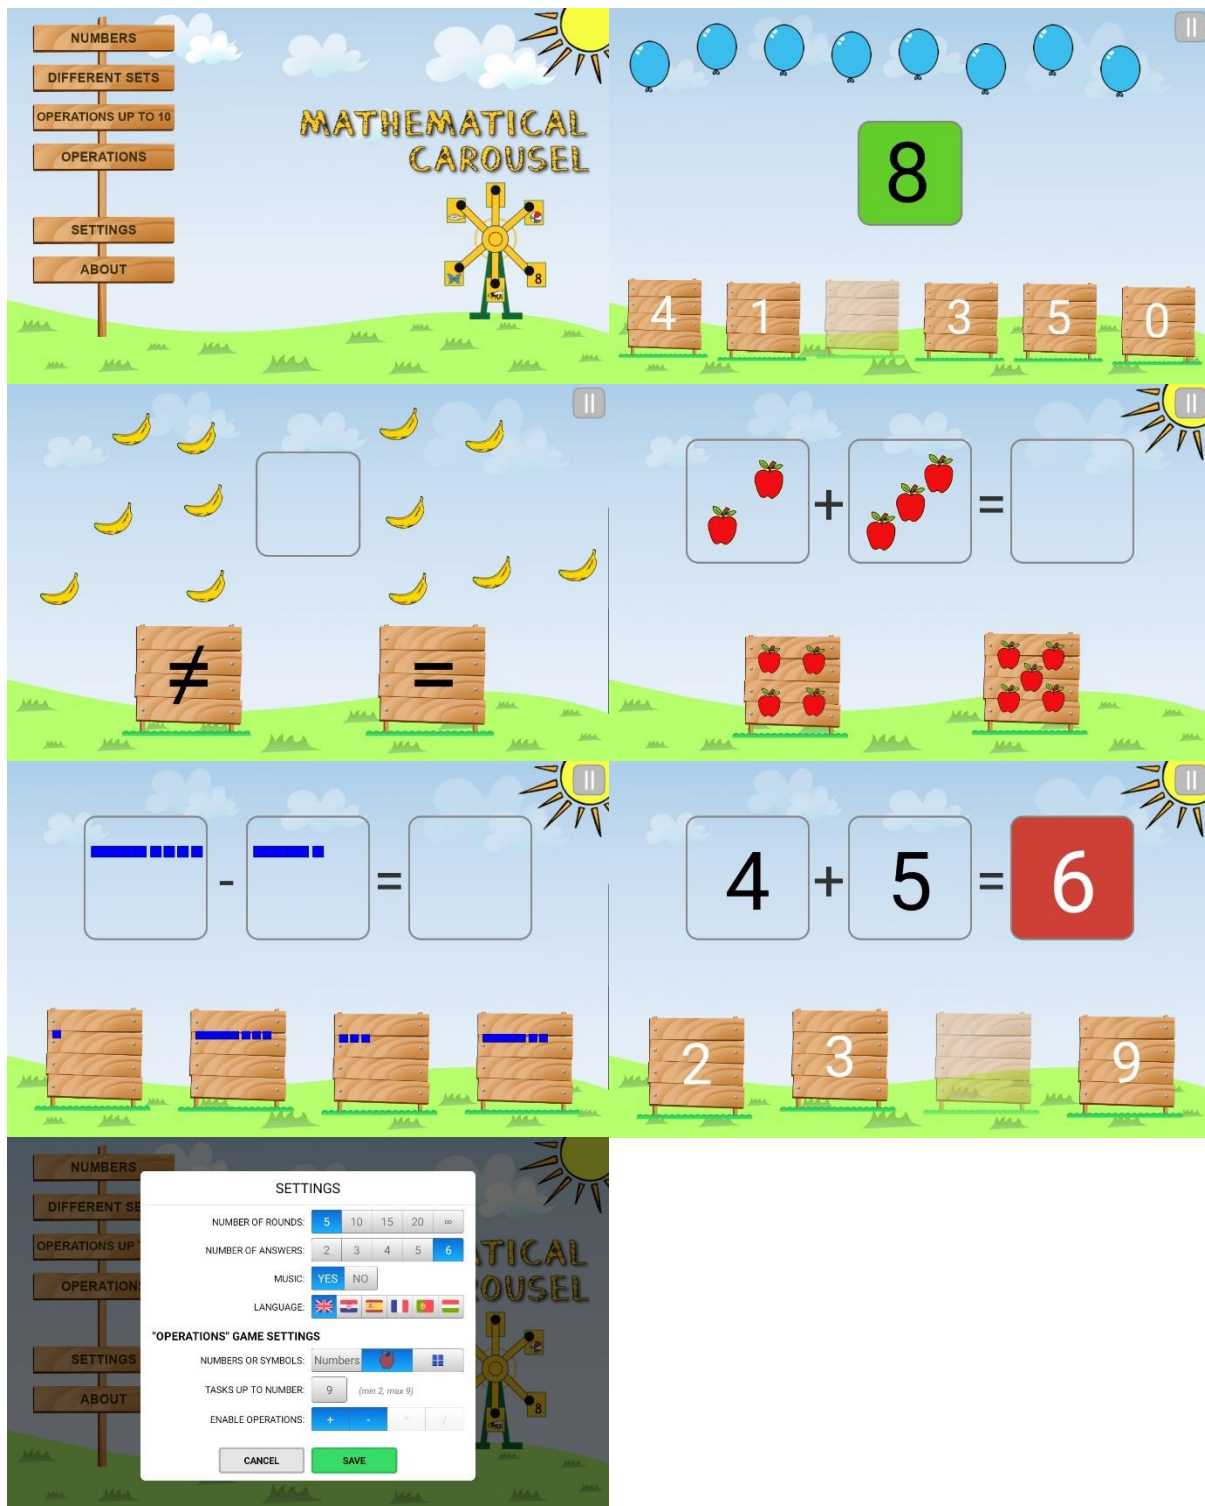 NUMBERS
DIFFERENT SETS
OPERATIONS UP TO 10
OPERATIONS
SETTINGS
ABOUT
MATHEMATICAL
CAROUSEL
8
8
4 1 3 5 0
≠ =
+ =
- =
4 + 5 = 6
2 3 9
NUMBERS
DIFFERENT SE
OPERATIONS UP
OPERATION
SETTINGS
ABOUT
ATICAL
OUSEL
8
SETTINGS
NUMBER OF ROUNDS: 5 10 15 20 ∞
NUMBER OF ANSWERS: 2 3 4 5 6
MUSIC: YES NO
LANGUAGE:
"OPERATIONS" GAME SETTINGS
NUMBERS OR SYMBOLS: Numbers
TASKS UP TO NUMBER: 9 (min 2, max 9)
ENABLE OPERATIONS: + - * /
CANCEL SAVE